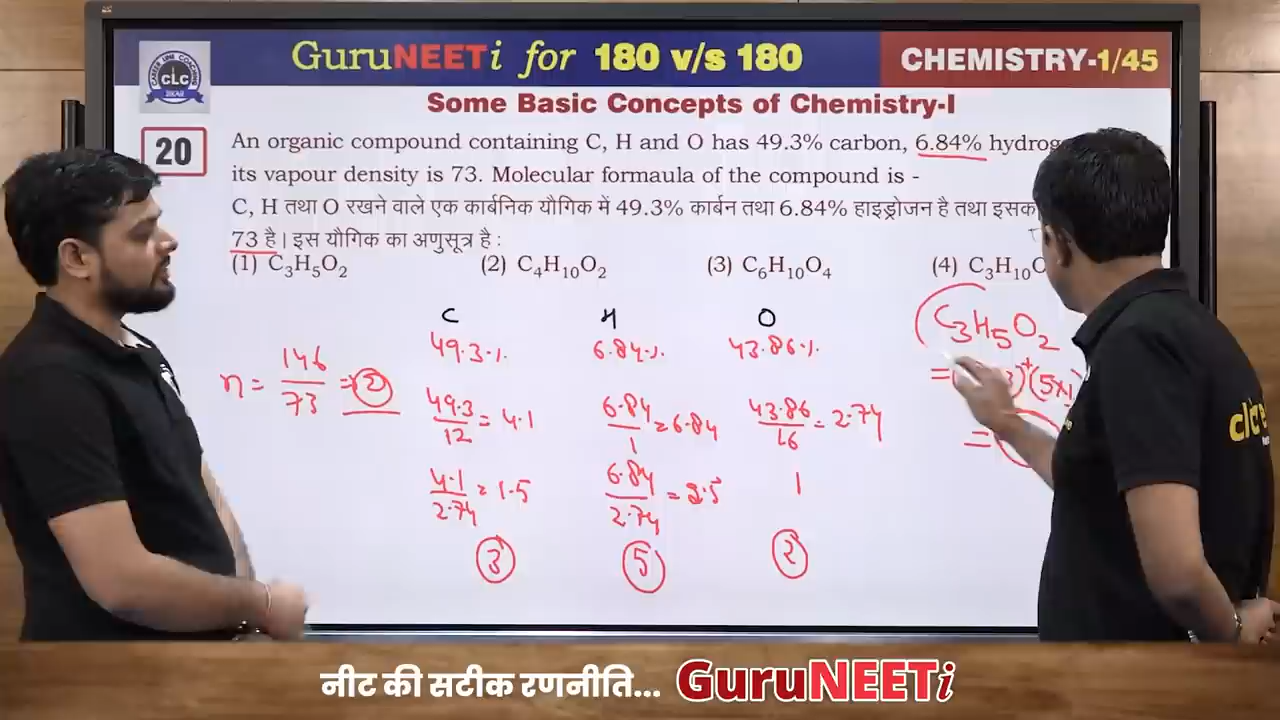 GuruNEETi for 180 v/s 180
CHEMISTRY-1/45
CLC
Some Basic Concepts of Chemistry-I
20
An organic compound containing C, H and O has 49.3% carbon, 6.84%
its vapour density is 73. Molecular formaula of the compound is -
C, H तथा O रखने वाले एक कार्बनिक यौगिक में 49.3% कार्बन तथा 6.84% हाइड्रोजन है तथा
73 है। इस यौगिक का अणुसूत्र है :
(1) C₃H₅O₂ (2) C₄H₁₀O₂ (3) C₆H₁₀O₄ (4) C₃H₁₀O
C H O
49.3% 6.84% 43.86%
n = 146/73 = 2
49.3/12 = 4.1 6.84/1 = 6.84 43.86/16 = 2.74
4.1/2.74 = 1.5 6.84/2.74 = 2.5 1
3 5 2
(C₃H₅O₂
नीट की सटीक रणनीति... GuruNEETi